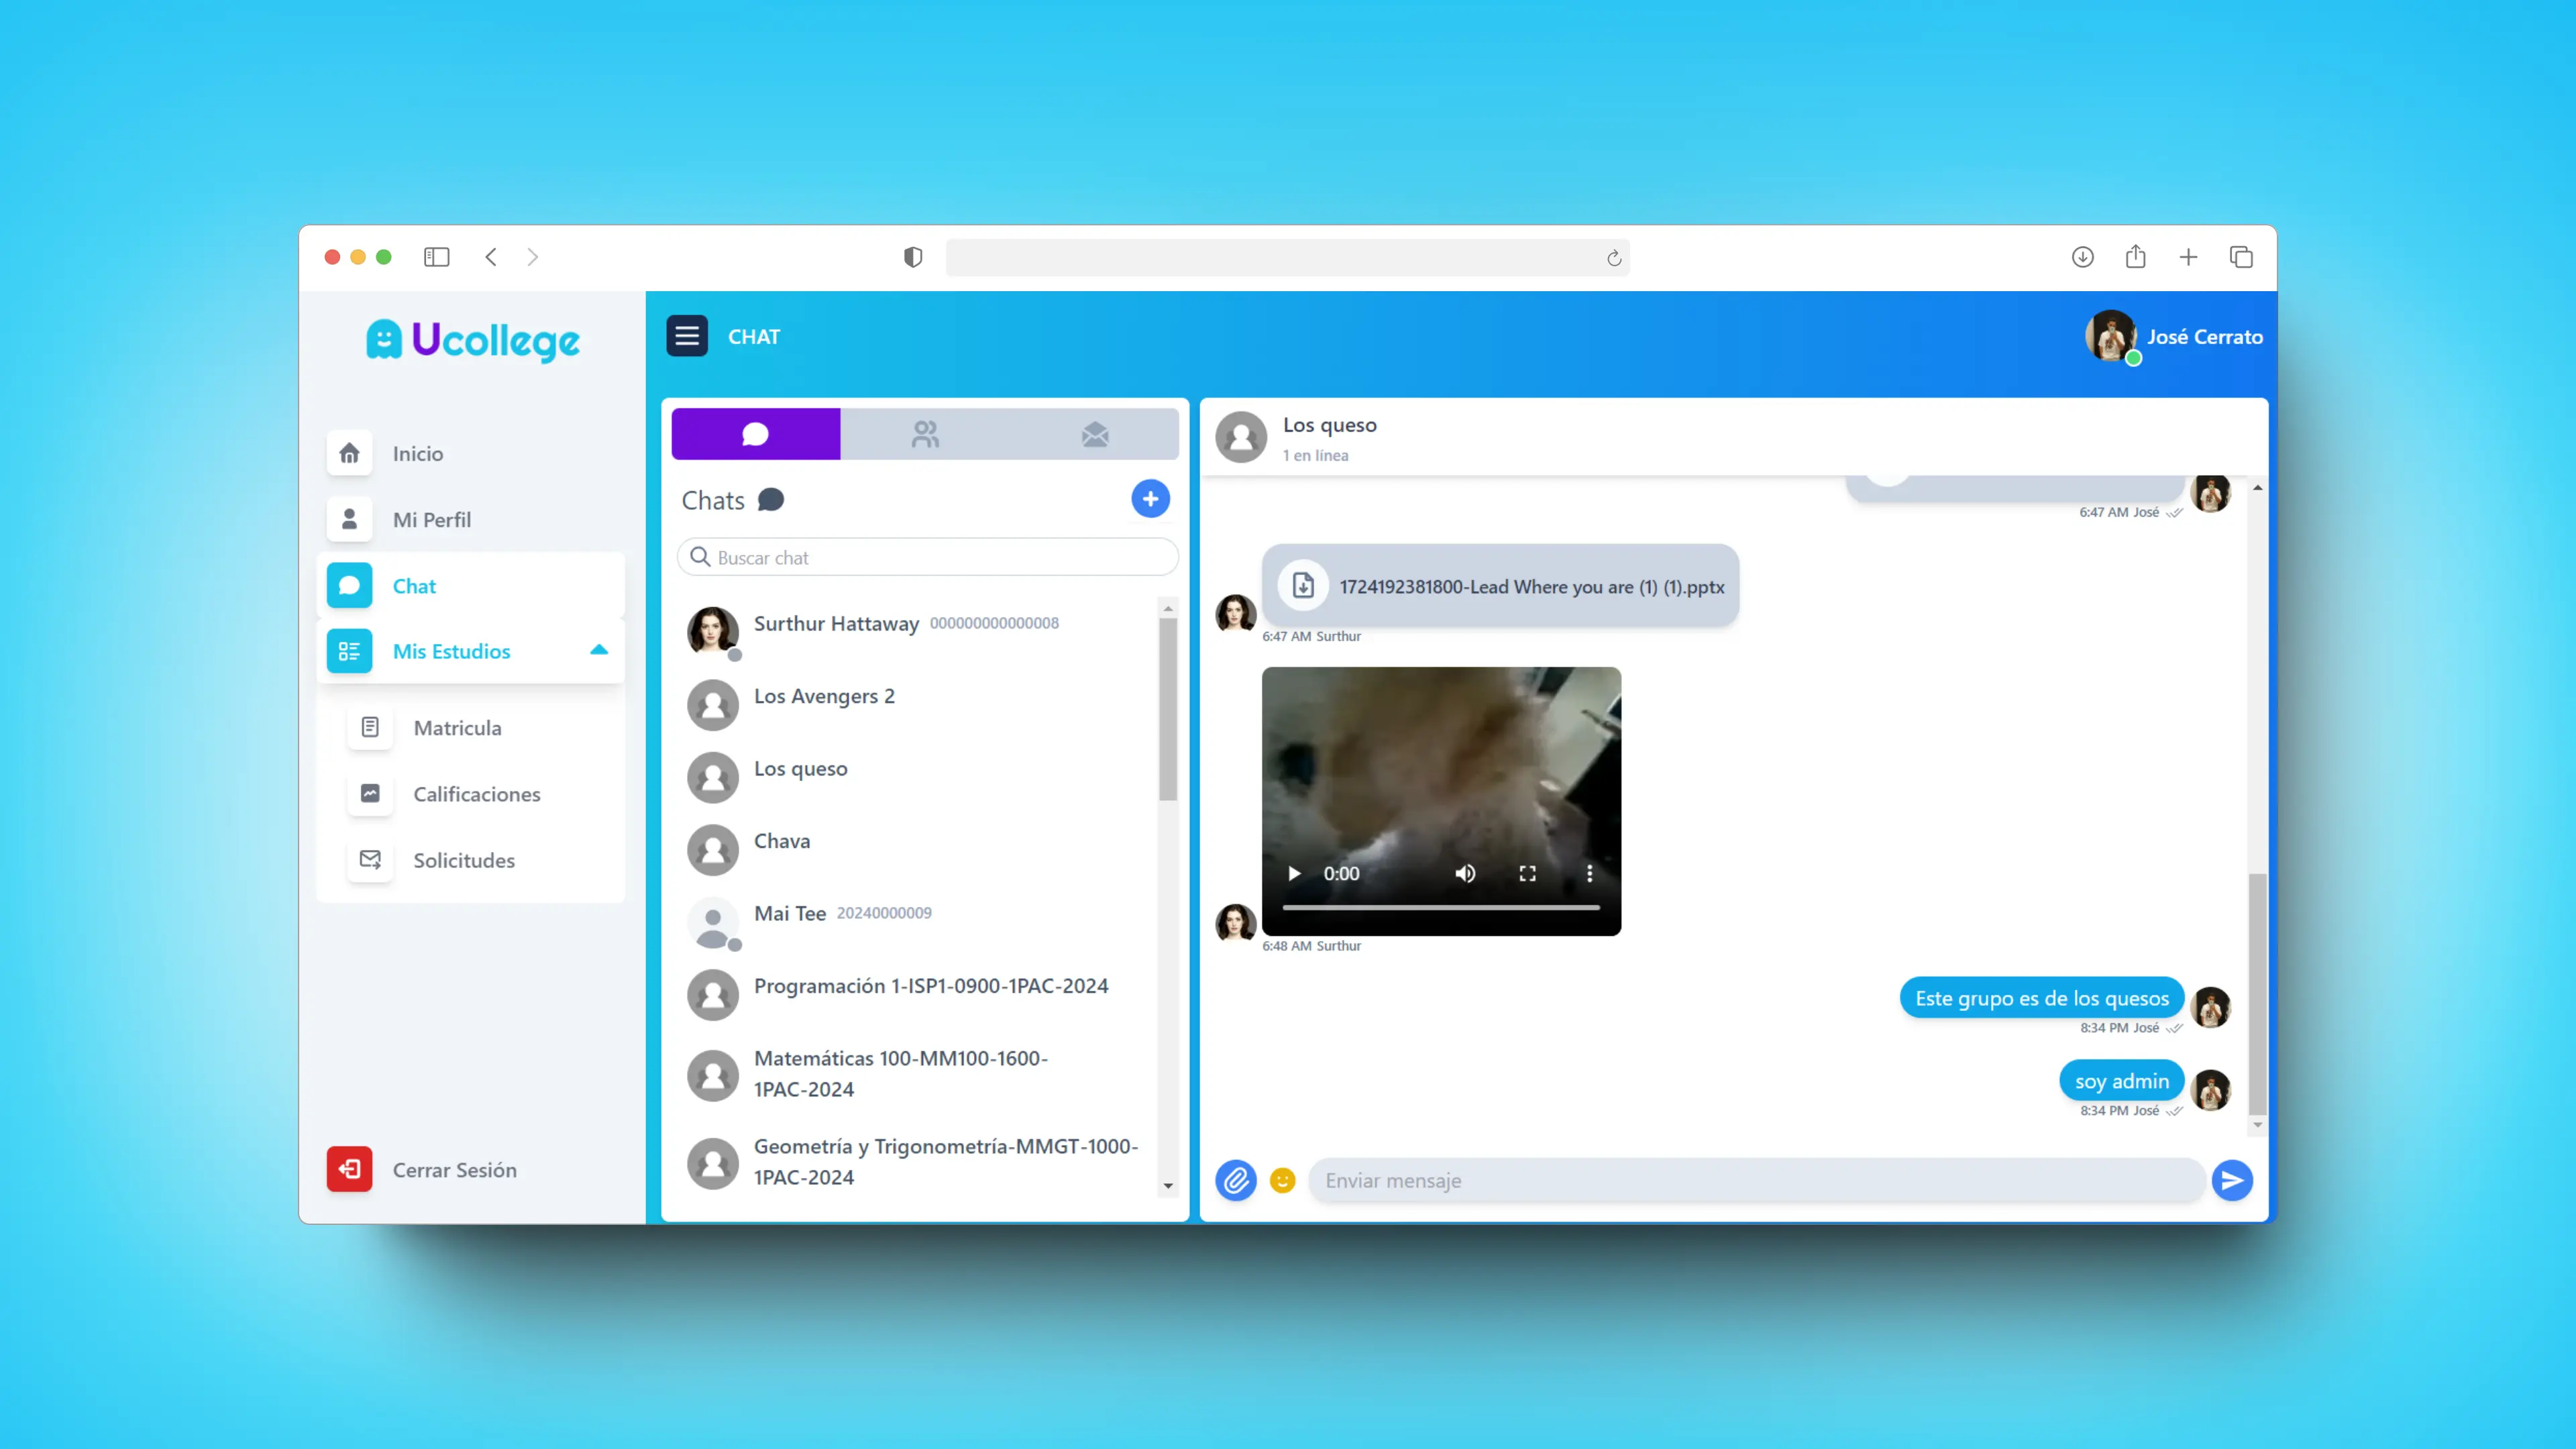 Ucollege
Inicio
Mi Perfil
Chat
Mis Estudios
Matricula
Calificaciones
Solicitudes
Cerrar Sesión
CHAT
José Cerrato
Chats
Buscar chat
Surthur Hattaway 000000000000008
Los Avengers 2
Los queso
Chava
Mai Tee 20240000009
Programación 1-ISP1-0900-1PAC-2024
Matemáticas 100-MM100-1600-
1PAC-2024
Geometría y Trigonometría-MMGT-1000-
1PAC-2024
Los queso
1 en línea
6:47 AM José
1724192381800-Lead Where you are (1) (1).pptx
6:47 AM Surthur
0:00
6:48 AM Surthur
Este grupo es de los quesos
8:34 PM José
soy admin
8:34 PM José
Enviar mensaje